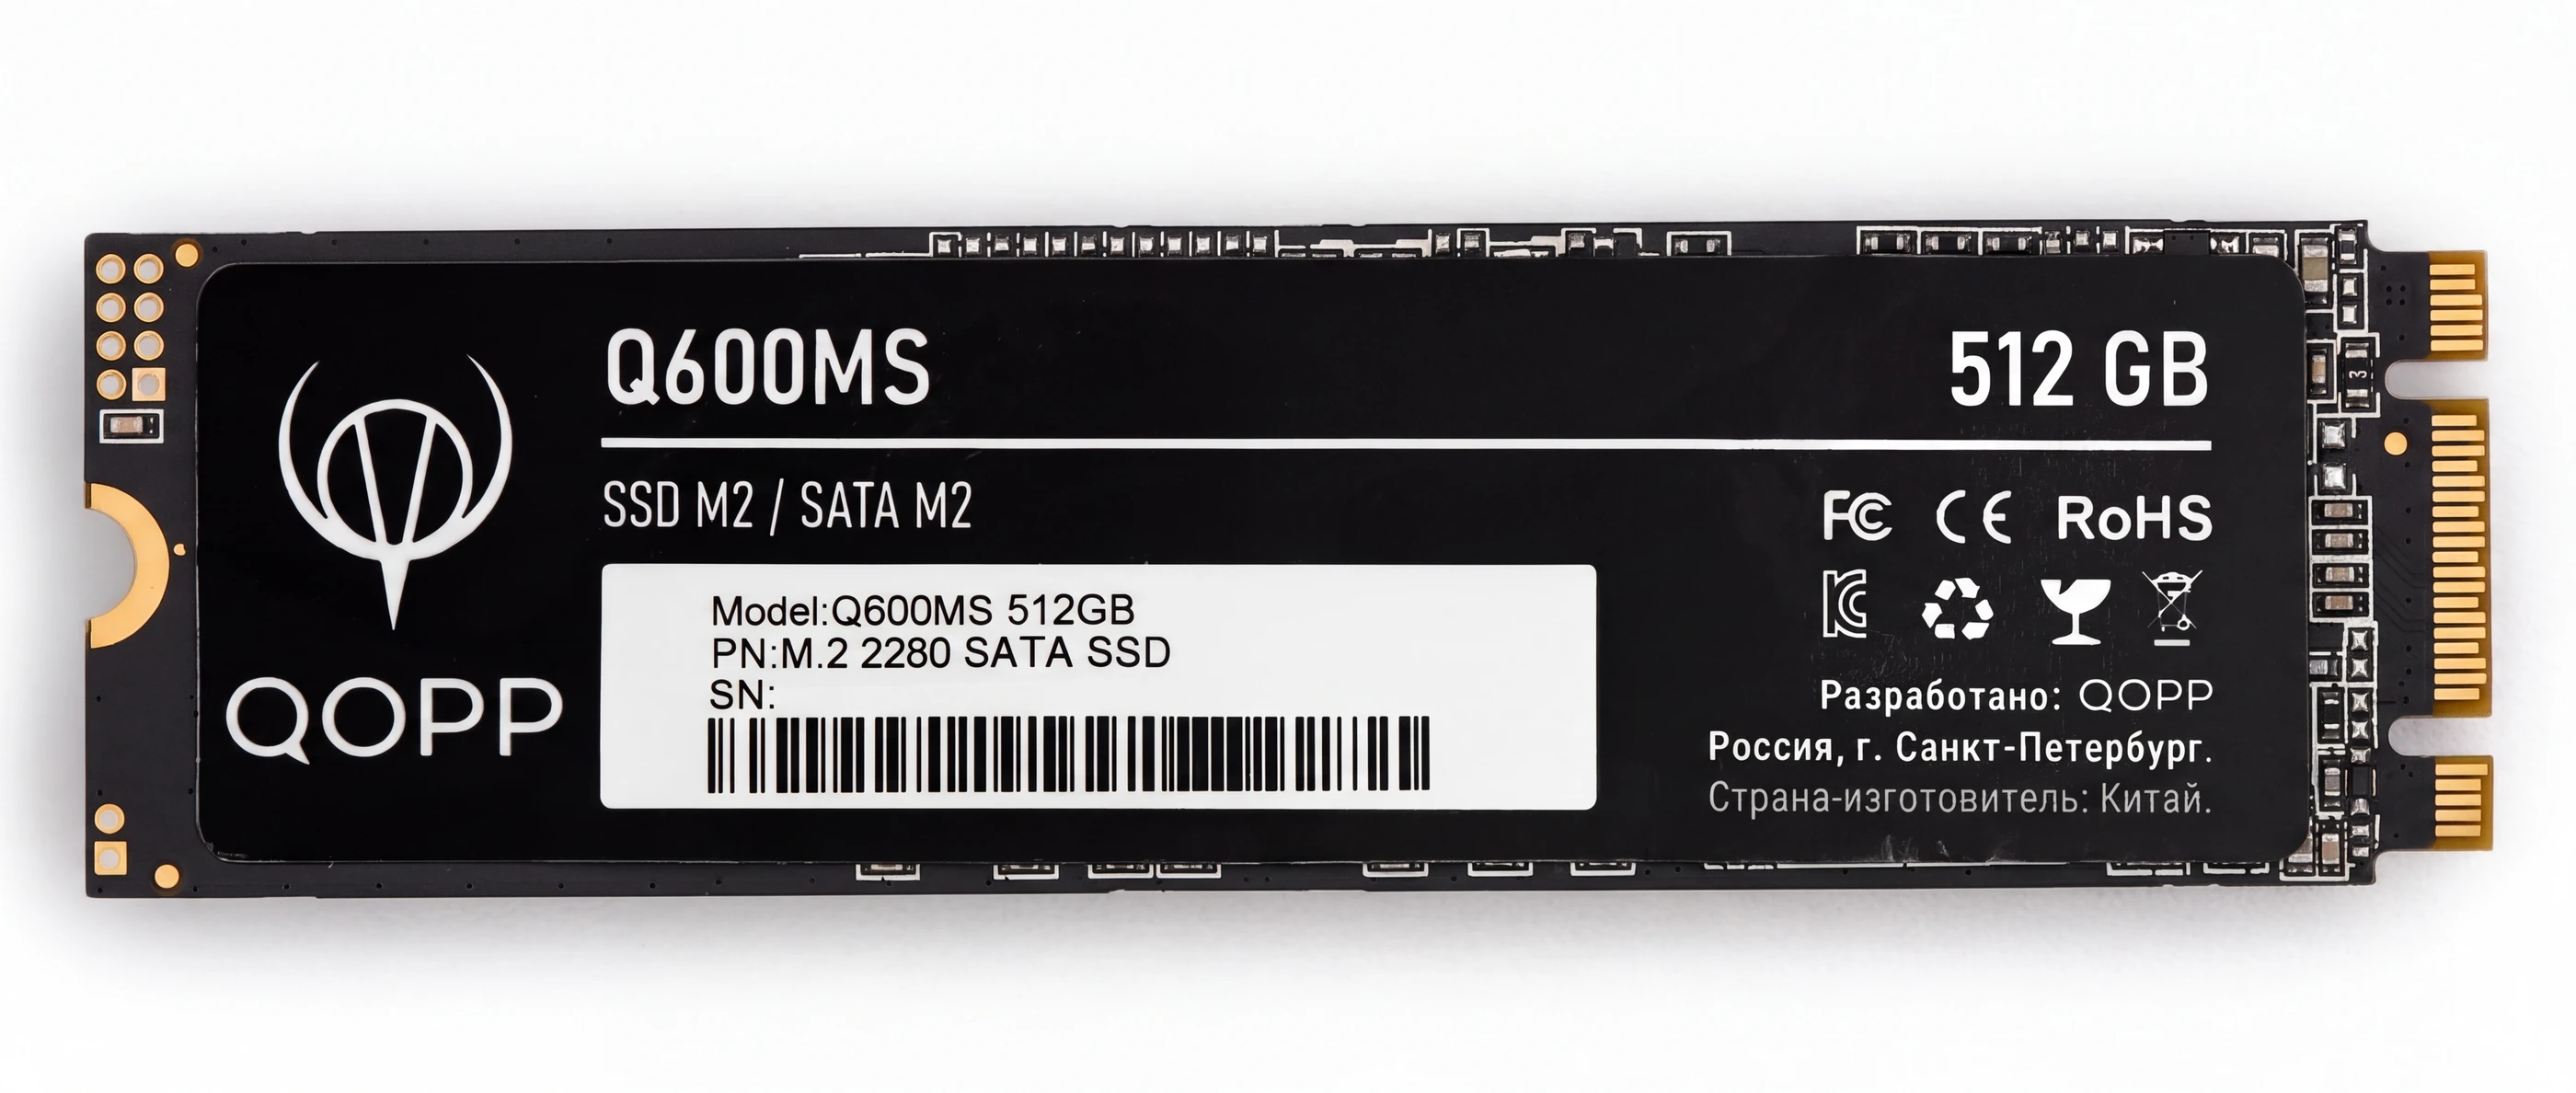 Q600MS
512 GB
SSD M2 / SATA M2
FC CE RoHS
Model:Q600MS 512GB
PN:M.2 2280 SATA SSD
SN:
QOPP
Разработано: QOPP
Россия, г. Санкт-Петербург.
Страна-изготовитель: Китай.
3